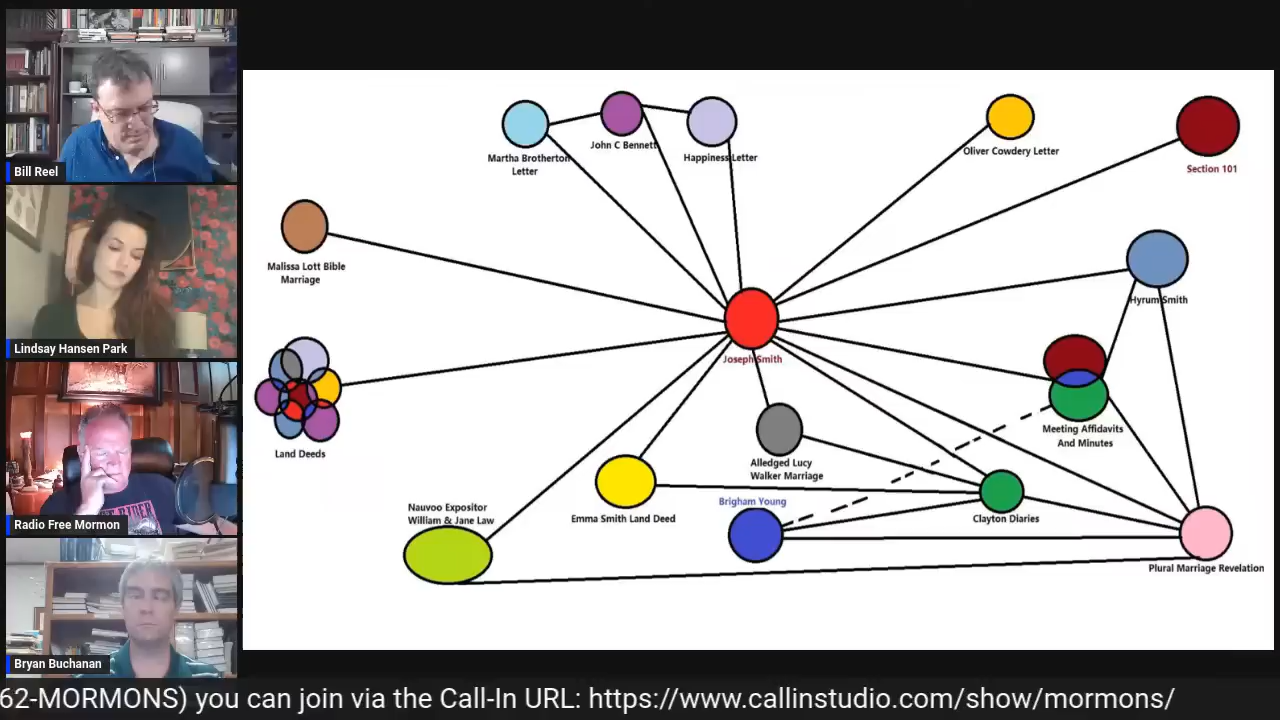 Bill Reel
Lindsay Hansen Park
Radio Free Mormon
Bryan Buchanan
Martha Brotherton
Letter
John C Bennett
Happiness Letter
Oliver Cowdery Letter
Section 101
Malissa Lott Bible
Marriage
Hyrum Smith
Joseph Smith
Land Deeds
Meeting Affidavits
And Minutes
Alledged Lucy
Walker Marriage
Nauvoo Expositor
William & Jane Law
Emma Smith Land Deed
Brigham Young
Clayton Diaries
Plural Marriage Revelation
62-MORMONS) you can join via the Call-In URL: https://www.callinstudio.com/show/mormons/